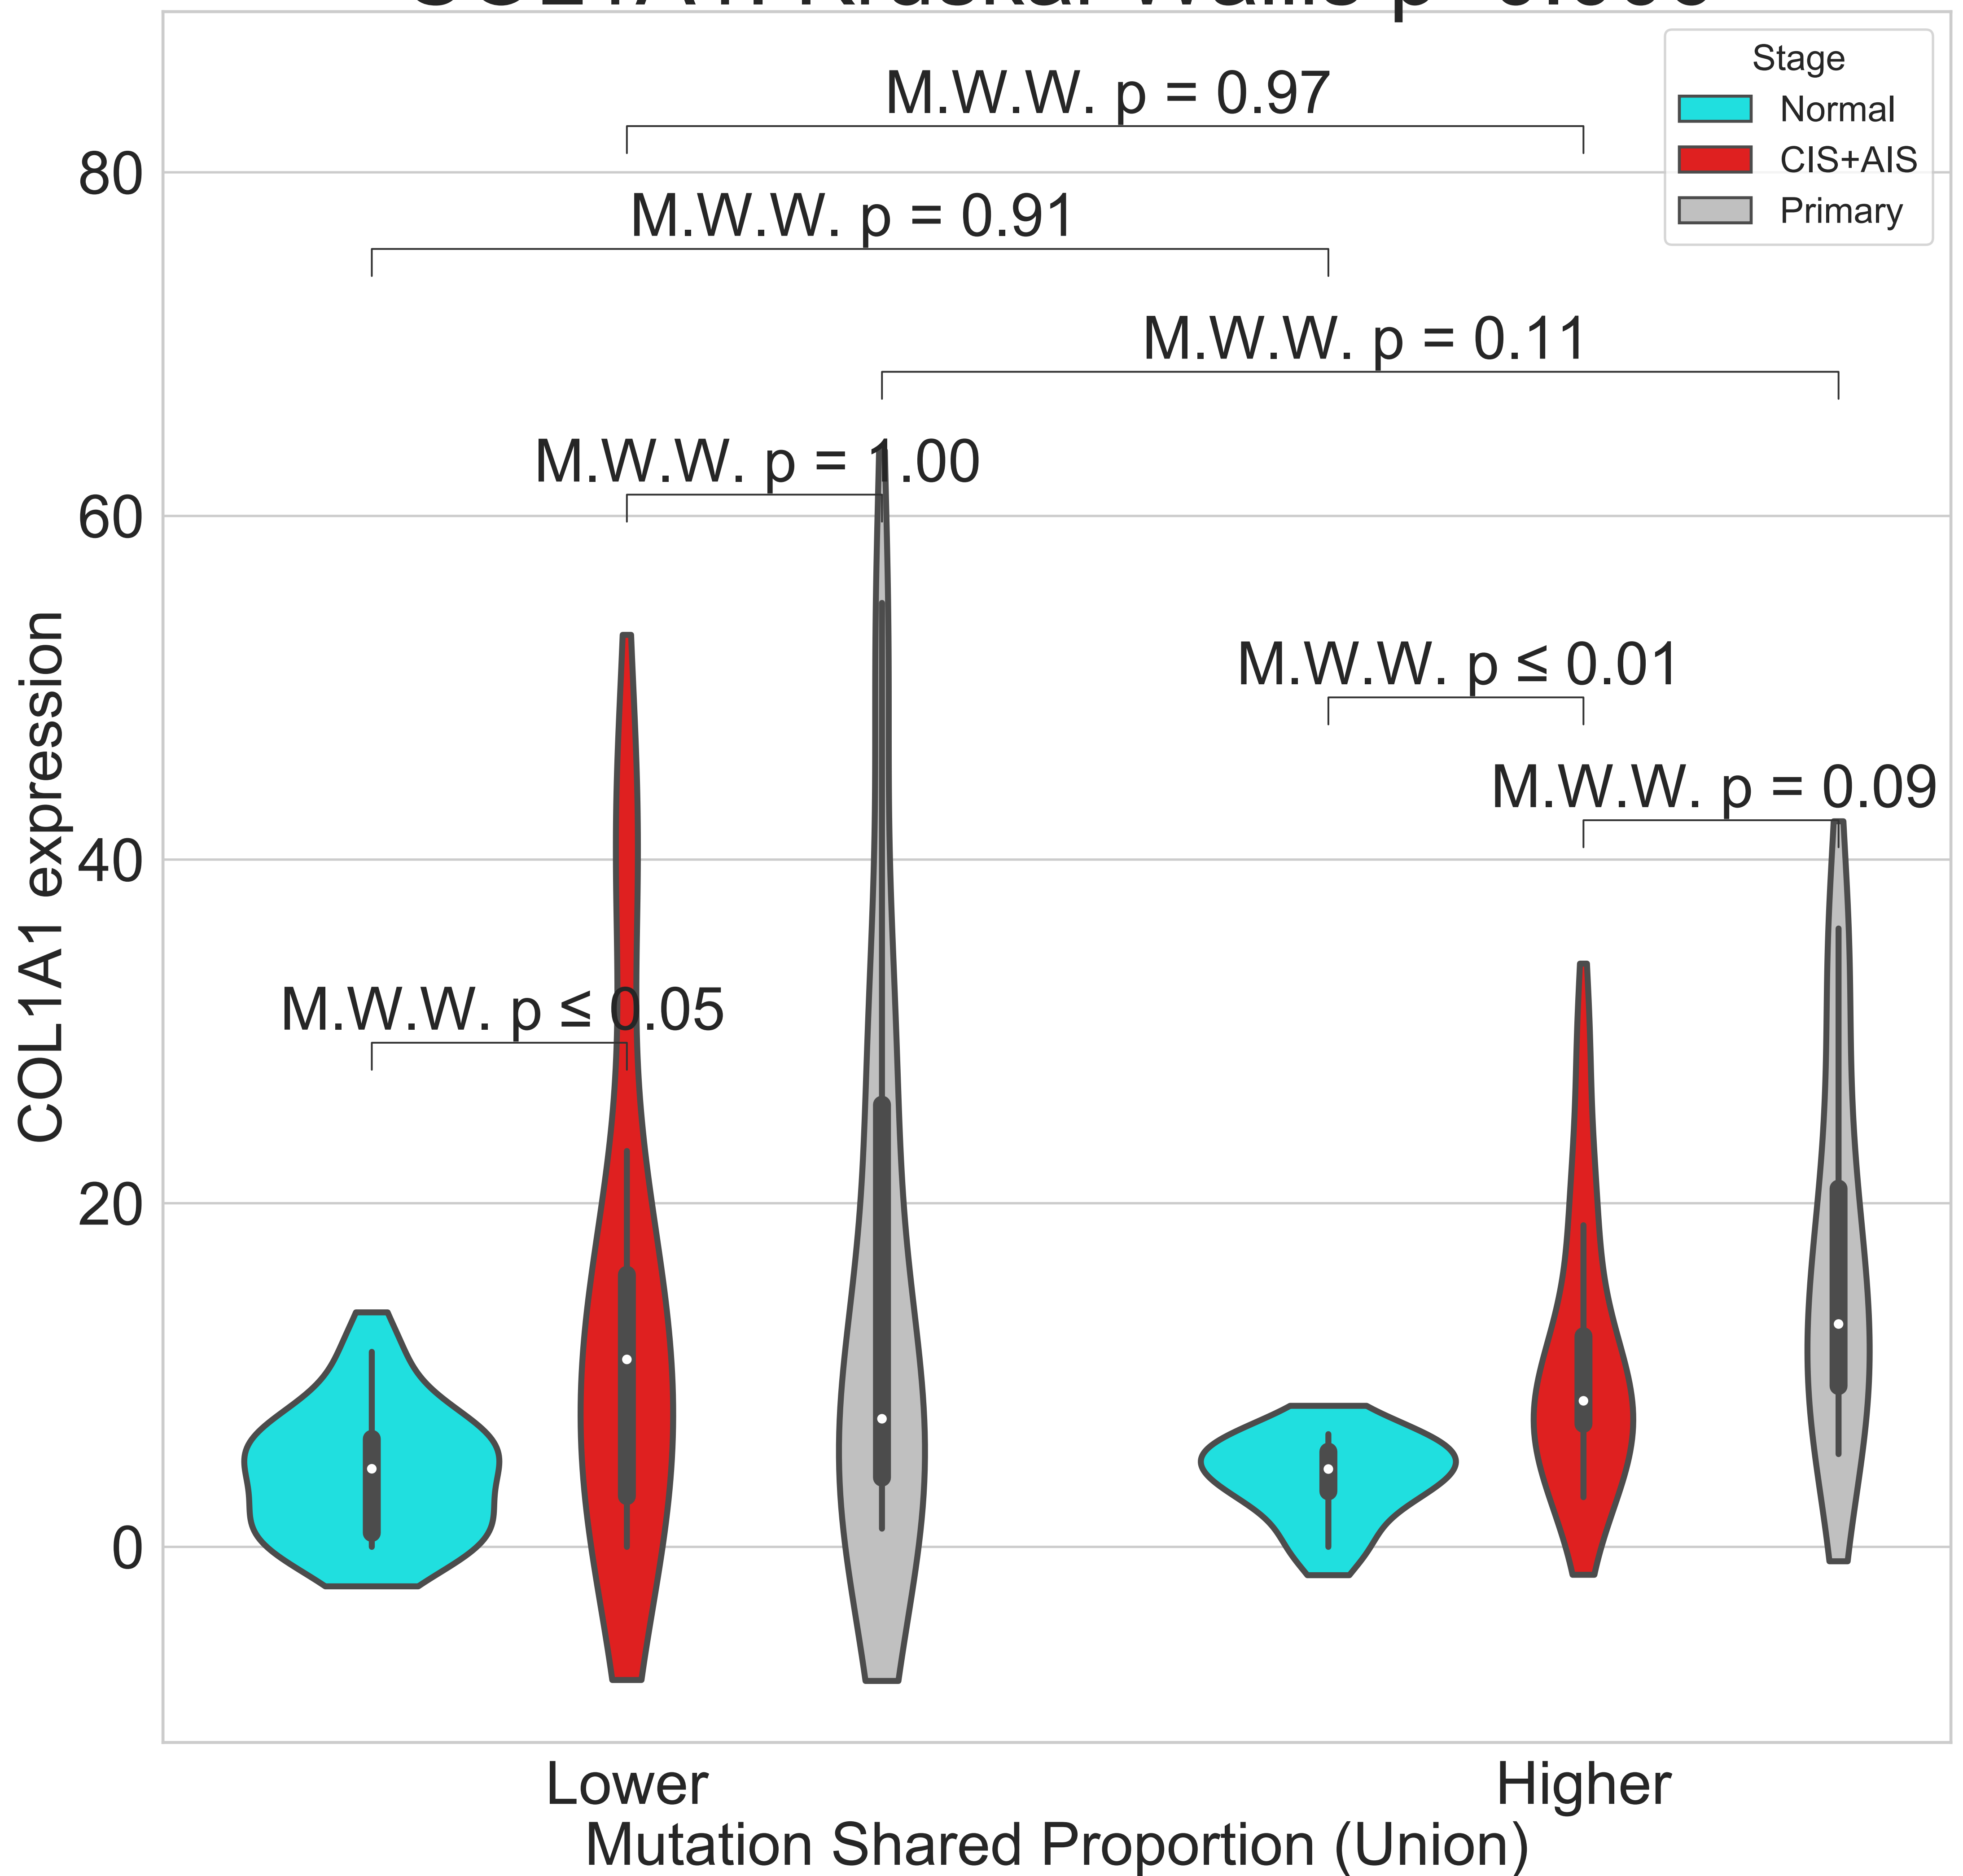 Stage
Normal
CIS+AIS
Primary
M.W.W. p = 0.97
M.W.W. p = 0.91
M.W.W. p = 0.11
M.W.W. p = 1.00
M.W.W. p ≤ 0.01
M.W.W. p = 0.09
M.W.W. p ≤ 0.05
80
60
40
20
0
COL1A1 expression
Lower
Higher
Mutation Shared Proportion (Union)